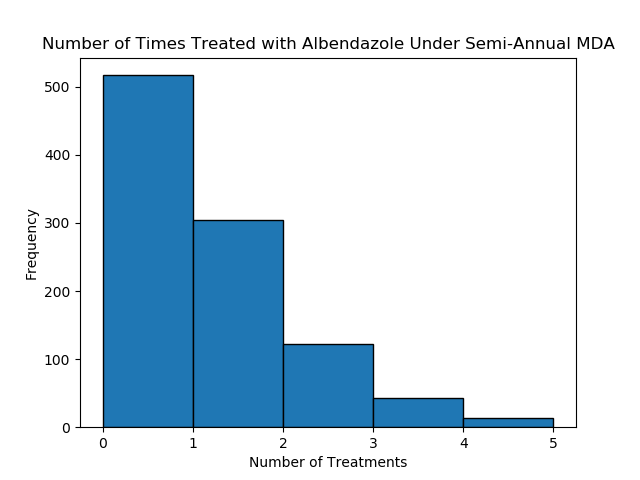 Number of Times Treated with Albendazole Under Semi-Annual MDA
500
400
300
200
100
0
Frequency
0 1 2 3 4 5
Number of Treatments